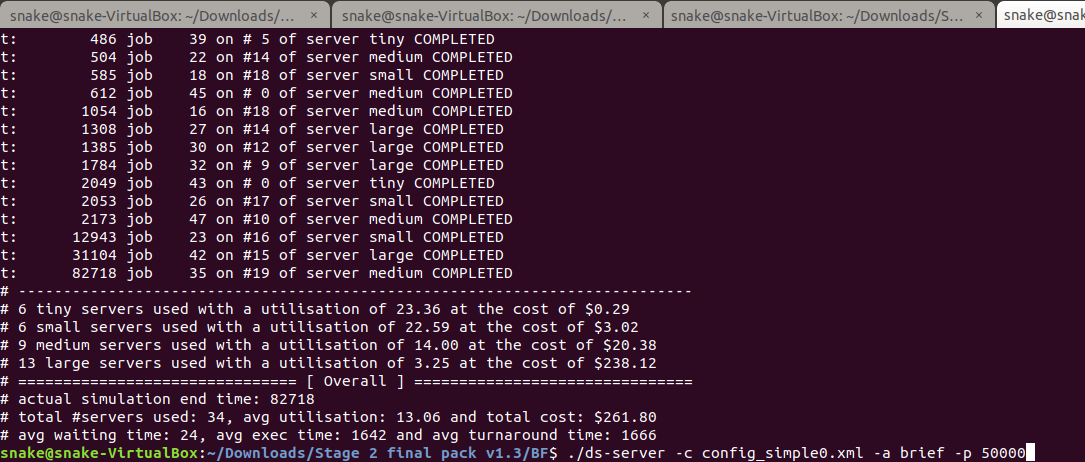 snake@snake-VirtualBox: ~/Downloads/... × snake@snake-VirtualBox: ~/Downloads/... × snake@snake-VirtualBox: ~/Downloads/S... × snake@sna
t:        486 job    39 on # 5 of server tiny COMPLETED
t:        504 job    22 on #14 of server medium COMPLETED
t:        585 job    18 on #18 of server small COMPLETED
t:        612 job    45 on # 0 of server medium COMPLETED
t:       1054 job    16 on #18 of server medium COMPLETED
t:       1308 job    27 on #14 of server large COMPLETED
t:       1385 job    30 on #12 of server large COMPLETED
t:       1784 job    32 on # 9 of server large COMPLETED
t:       2049 job    43 on # 0 of server tiny COMPLETED
t:       2053 job    26 on #17 of server small COMPLETED
t:       2173 job    47 on #10 of server medium COMPLETED
t:      12943 job    23 on #16 of server small COMPLETED
t:      31104 job    42 on #15 of server large COMPLETED
t:      82718 job    35 on #19 of server medium COMPLETED
# ---------------------------------------------------------------------------
# 6 tiny servers used with a utilisation of 23.36 at the cost of $0.29
# 6 small servers used with a utilisation of 22.59 at the cost of $3.02
# 9 medium servers used with a utilisation of 14.00 at the cost of $20.38
# 13 large servers used with a utilisation of 3.25 at the cost of $238.12
# =============================== [ Overall ] ===============================
# actual simulation end time: 82718
# total #servers used: 34, avg utilisation: 13.06 and total cost: $261.80
# avg waiting time: 24, avg exec time: 1642 and avg turnaround time: 1666
snake@snake-VirtualBox:~/Downloads/Stage 2 final pack v1.3/BF$ ./ds-server -c config_simple0.xml -a brief -p 50000